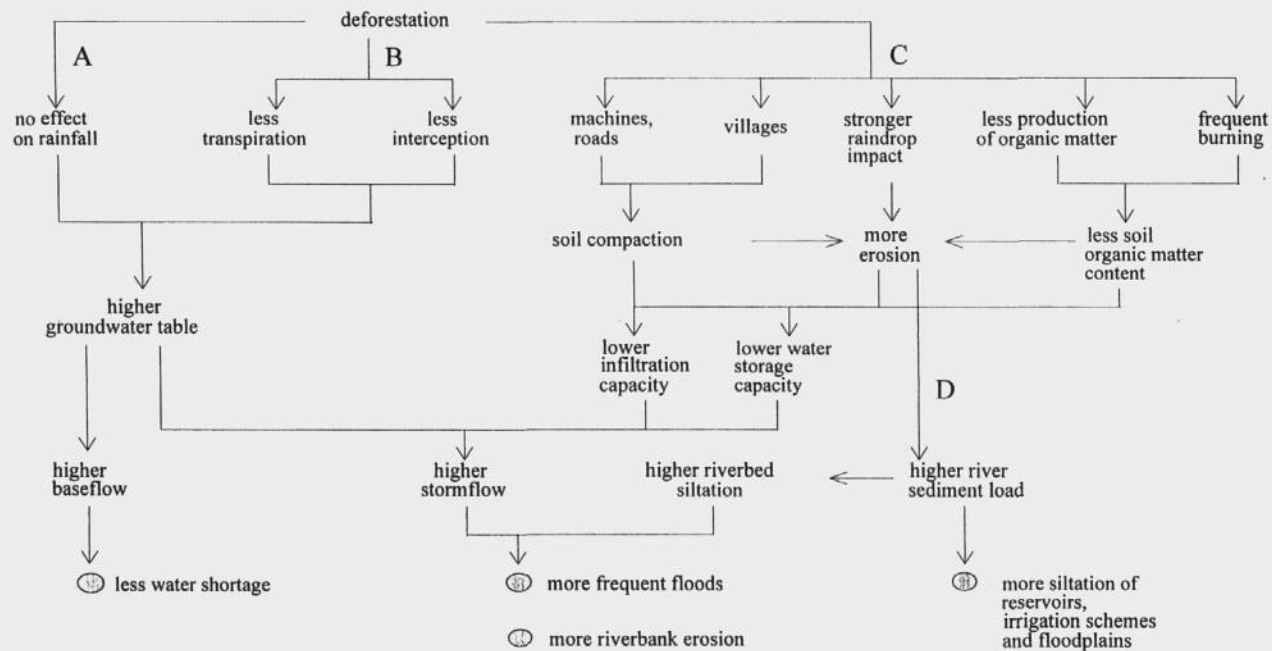 deforestation
A
B
C
no effect
on rainfall
less
transpiration
less
interception
machines,
roads
villages
stronger
raindrop
impact
less production
of organic matter
frequent
burning
soil compaction
more
erosion
less soil
organic matter
content
higher
groundwater table
lower
infiltration
capacity
lower water
storage
capacity
D
higher
baseflow
higher
stormflow
higher riverbed
siltation
higher river
sediment load
less water shortage
more frequent floods
more riverbank erosion
more siltation of
reservoirs,
irrigation schemes
and floodplains